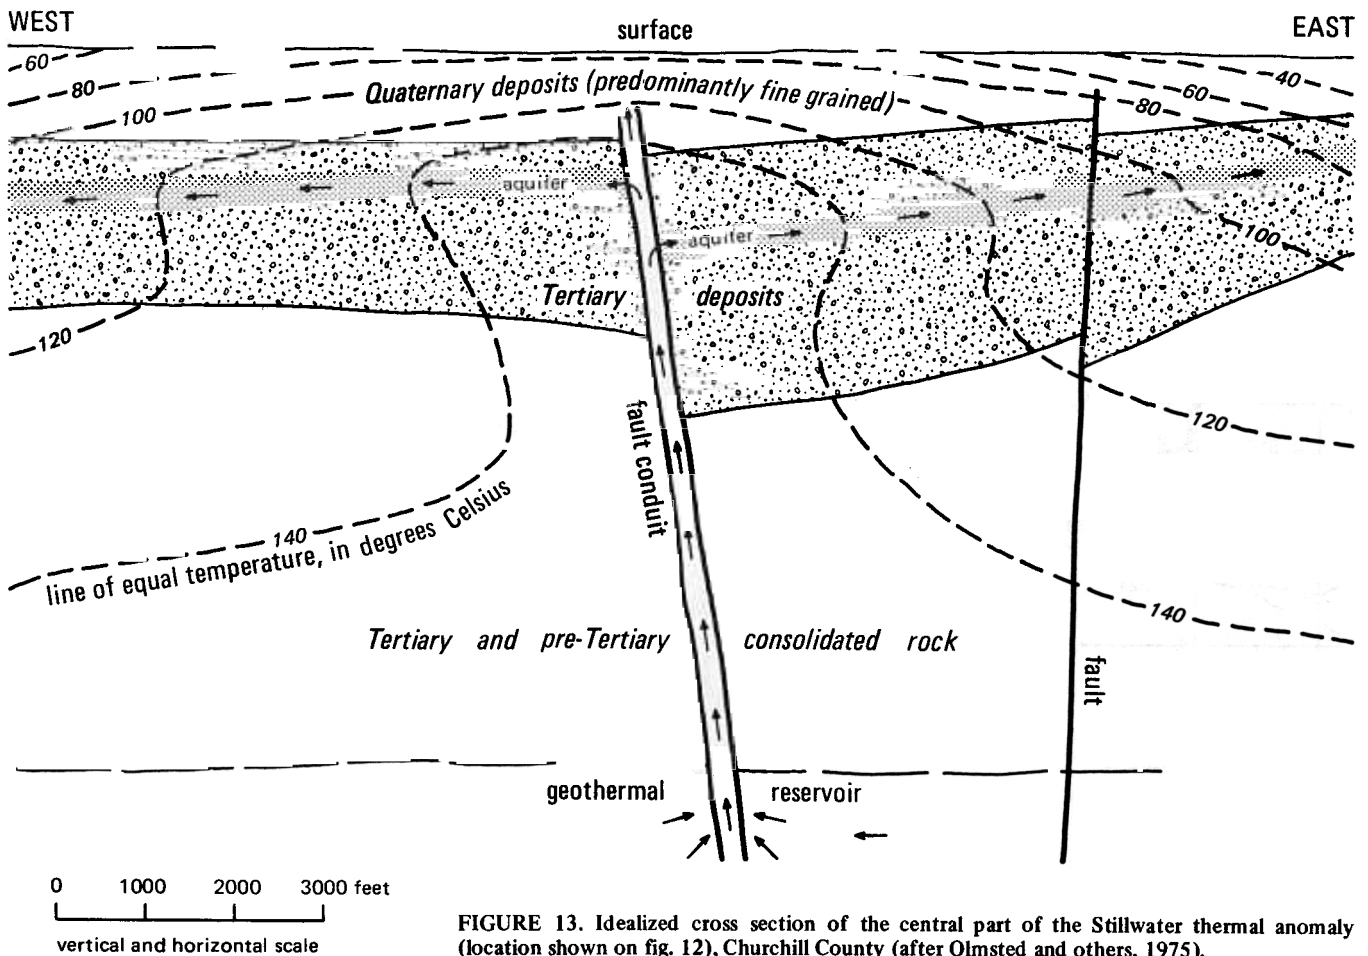 WEST
surface
EAST
60
80
100
Quaternary deposits (predominantly fine grained)
40
60
80
aquifer
aquifer
100
Tertiary deposits
120
120
fault conduit
140
line of equal temperature, in degrees Celsius
140
Tertiary and pre-Tertiary consolidated rock
fault
geothermal reservoir
0 1000 2000 3000 feet
vertical and horizontal scale
FIGURE 13. Idealized cross section of the central part of the Stillwater thermal anomaly
(location shown on fig. 12), Churchill County (after Olmsted and others, 1975).